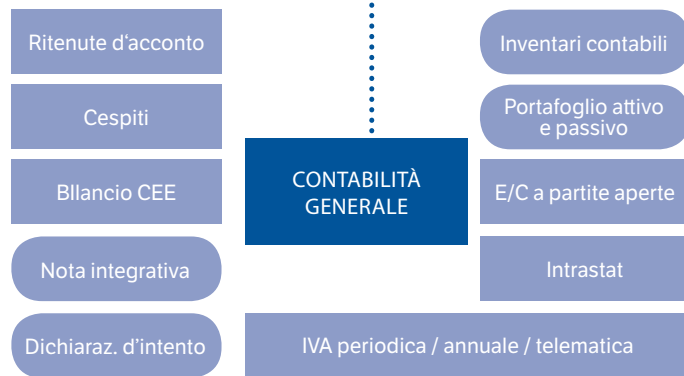 Ritenute d'acconto
Cespiti
BIlancio CEE
Nota integrativa
Dichiaraz. d'intento
CONTABILITÀ
GENERALE
Inventari contabili
Portafoglio attivo
e passivo
E/C a partite aperte
Intrastat
IVA periodica / annuale / telematica